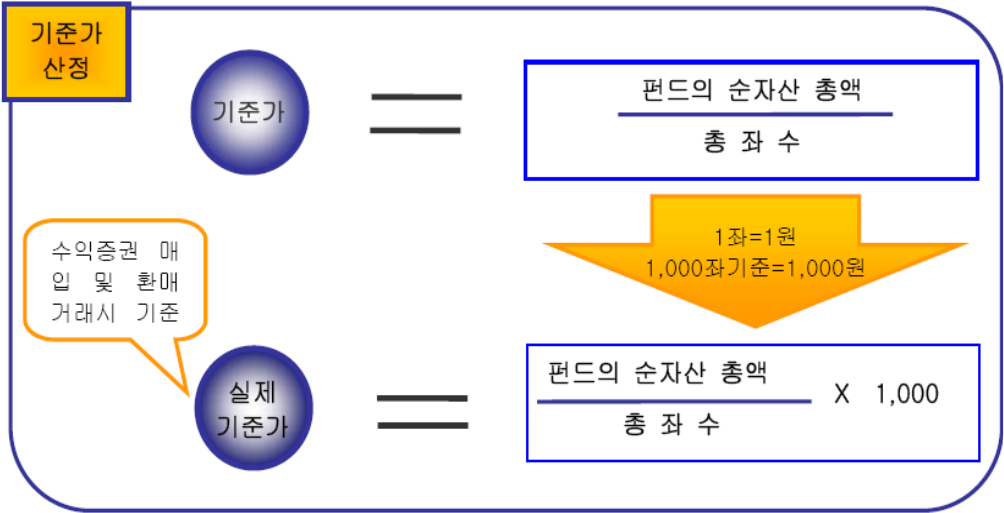 기준가
산정
기준가
펀드의 순자산 총액
총 좌 수
1좌=1원
1,000좌기준=1,000원
수익증권 매
입 및 환매
거래시 기준
실제
기준가
펀드의 순자산 총액
총 좌 수
X 1,000